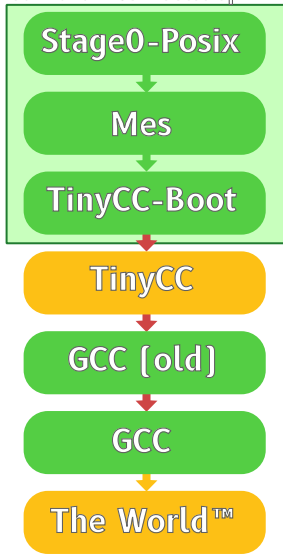 Stage0-Posix
Mes
TinyCC-Boot
TinyCC
GCC (old)
GCC
The World™